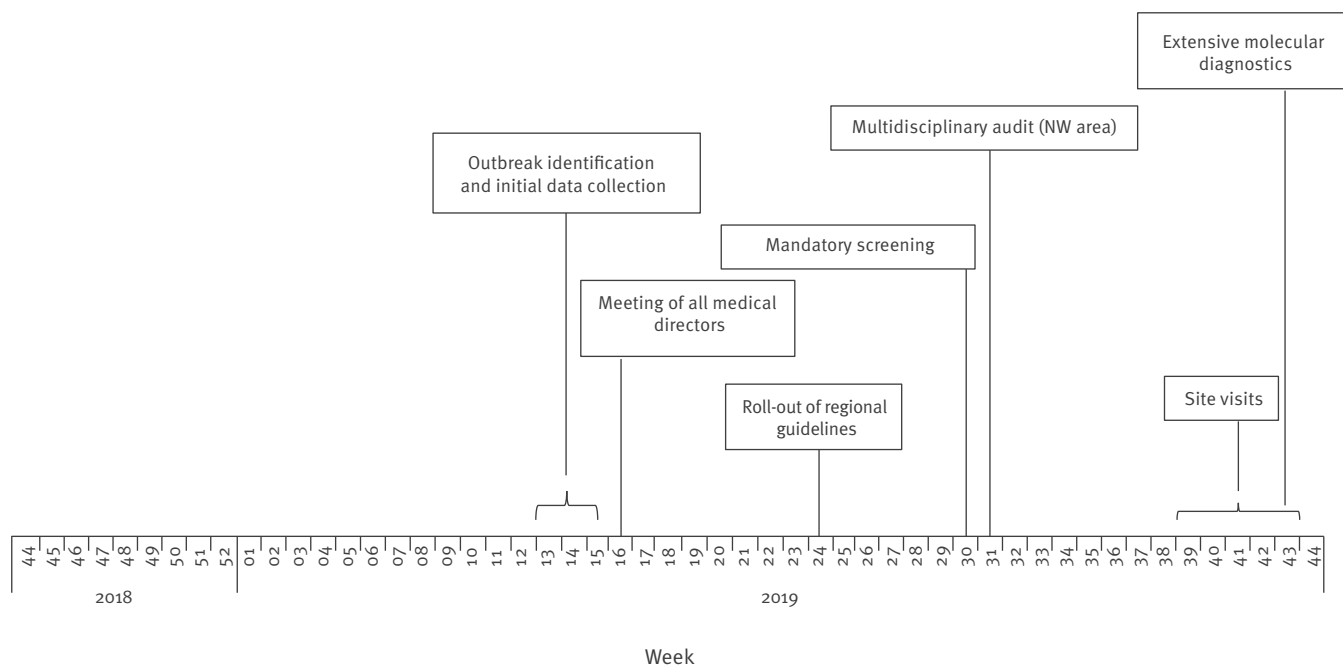 Extensive molecular
diagnostics
Multidisciplinary audit (NW area)
Outbreak identification
and initial data collection
Mandatory screening
Meeting of all medical
directors
Site visits
Roll-out of regional
guidelines
44 45 46 47 48 49 50 51 52 01 02 03 04 05 06 07 08 09 10 11 12 13 14 15 16 17 18 19 20 21 22 23 24 25 26 27 28 29 30 31 32 33 34 35 36 37 38 39 40 41 42 43 44
2018 2019
Week